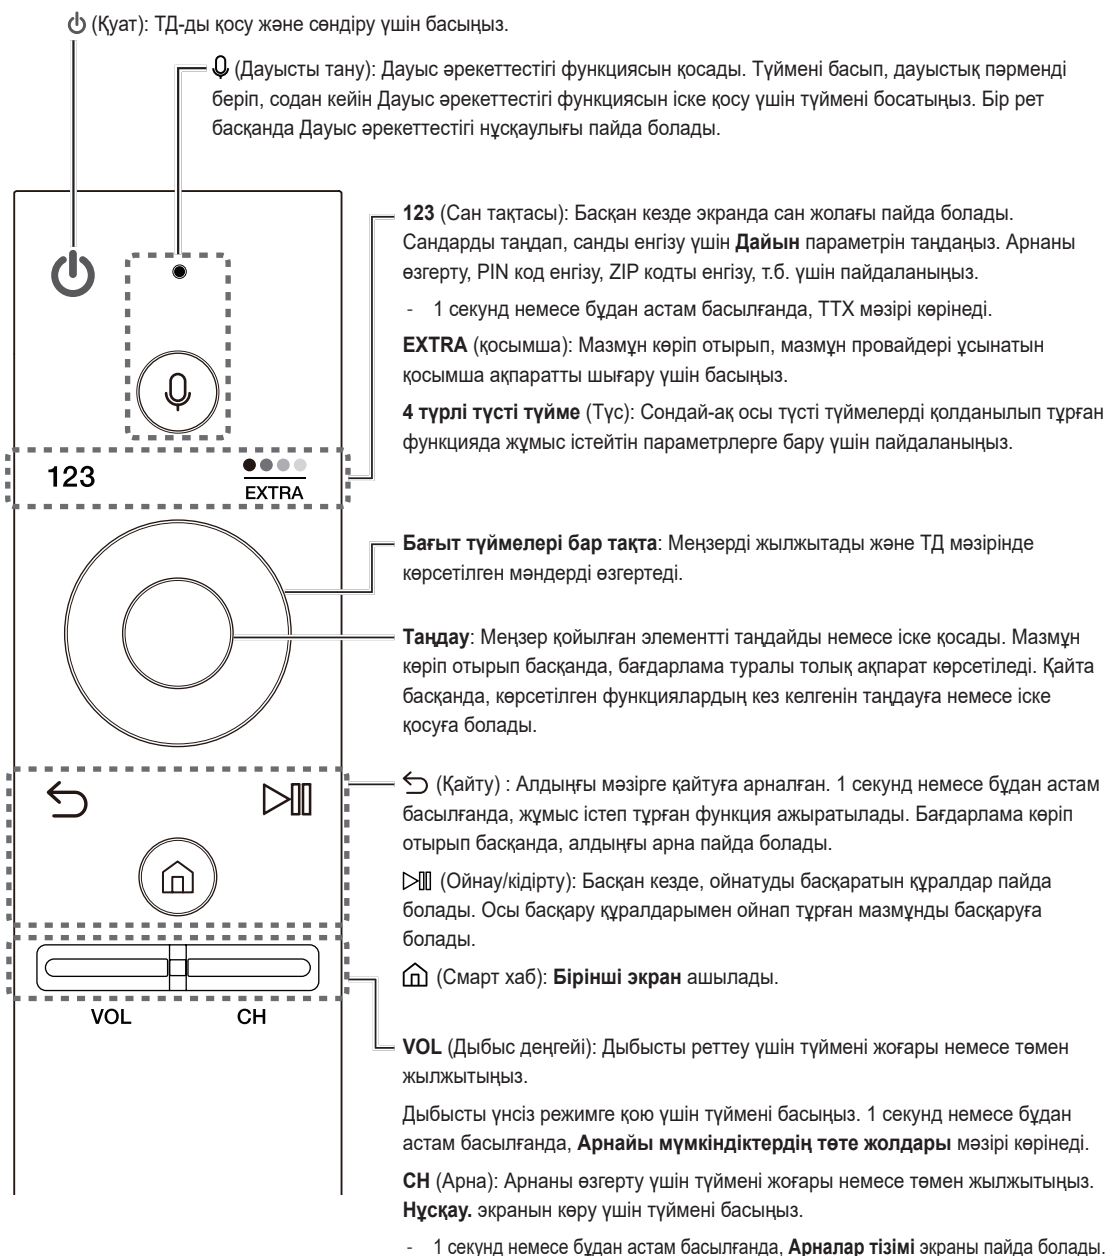 (Қуат): ТД-ды қосу және сөндіру үшін басыңыз.
(Дауысты тану): Дауыс әрекеттестігі функциясын қосады. Түймені басып, дауыстық пәрменді
беріп, содан кейін Дауыс әрекеттестігі функциясын іске қосу үшін түймені босатыңыз. Бір рет
басқанда Дауыс әрекеттестігі нұсқаулығы пайда болады.
123 (Сан тақтасы): Басқан кезде экранда сан жолағы пайда болады.
Сандарды таңдап, санды енгізу үшін Дайын параметрін таңдаңыз. Арнаны
өзгерту, PIN код енгізу, ZIP кодты енгізу, т.б. үшін пайдаланыңыз.
- 1 секунд немесе бұдан астам басылғанда, TTX мәзірі көрінеді.
EXTRA (қосымша): Мазмұн көріп отырып, мазмұн провайдері ұсынатын
қосымша ақпаратты шығару үшін басыңыз.
4 түрлі түсті түйме (Түс): Сондай-ақ осы түсті түймелерді қолданылып тұрған
функцияда жұмыс істейтін параметрлерге бару үшін пайдаланыңыз.
123
EXTRA
Бағыт түймелері бар тақта: Меңзерді жылжытады және ТД мәзірінде
көрсетілген мәндерді өзгертеді.
Таңдау: Меңзер қойылған элементті таңдайды немесе іске қосады. Мазмұн
көріп отырып басқанда, бағдарлама туралы толық ақпарат көрсетіледі. Қайта
басқанда, көрсетілген функциялардың кез келгенін таңдауға немесе іске
қосуға болады.
(Қайту) : Алдыңғы мәзірге қайтуға арналған. 1 секунд немесе бұдан астам
басылғанда, жұмыс істеп тұрған функция ажыратылады. Бағдарлама көріп
отырып басқанда, алдыңғы арна пайда болады.
(Ойнау/кідірту): Басқан кезде, ойнатуды басқаратын құралдар пайда
болады. Осы басқару құралдарымен ойнап тұрған мазмұнды басқаруға
болады.
(Смарт хаб): Бірінші экран ашылады.
VOL
CH
VOL (Дыбыс деңгейі): Дыбысты реттеу үшін түймені жоғары немесе төмен
жылжытыңыз.
Дыбысты үнсіз режимге қою үшін түймені басыңыз. 1 секунд немесе бұдан
астам басылғанда, Арнайы мүмкіндіктердің төте жолдары мәзірі көрінеді.
CH (Арна): Арнаны өзгерту үшін түймені жоғары немесе төмен жылжытыңыз.
Нұсқау. экранын көру үшін түймені басыңыз.
- 1 секунд немесе бұдан астам басылғанда, Арналар тізімі экраны пайда болады.